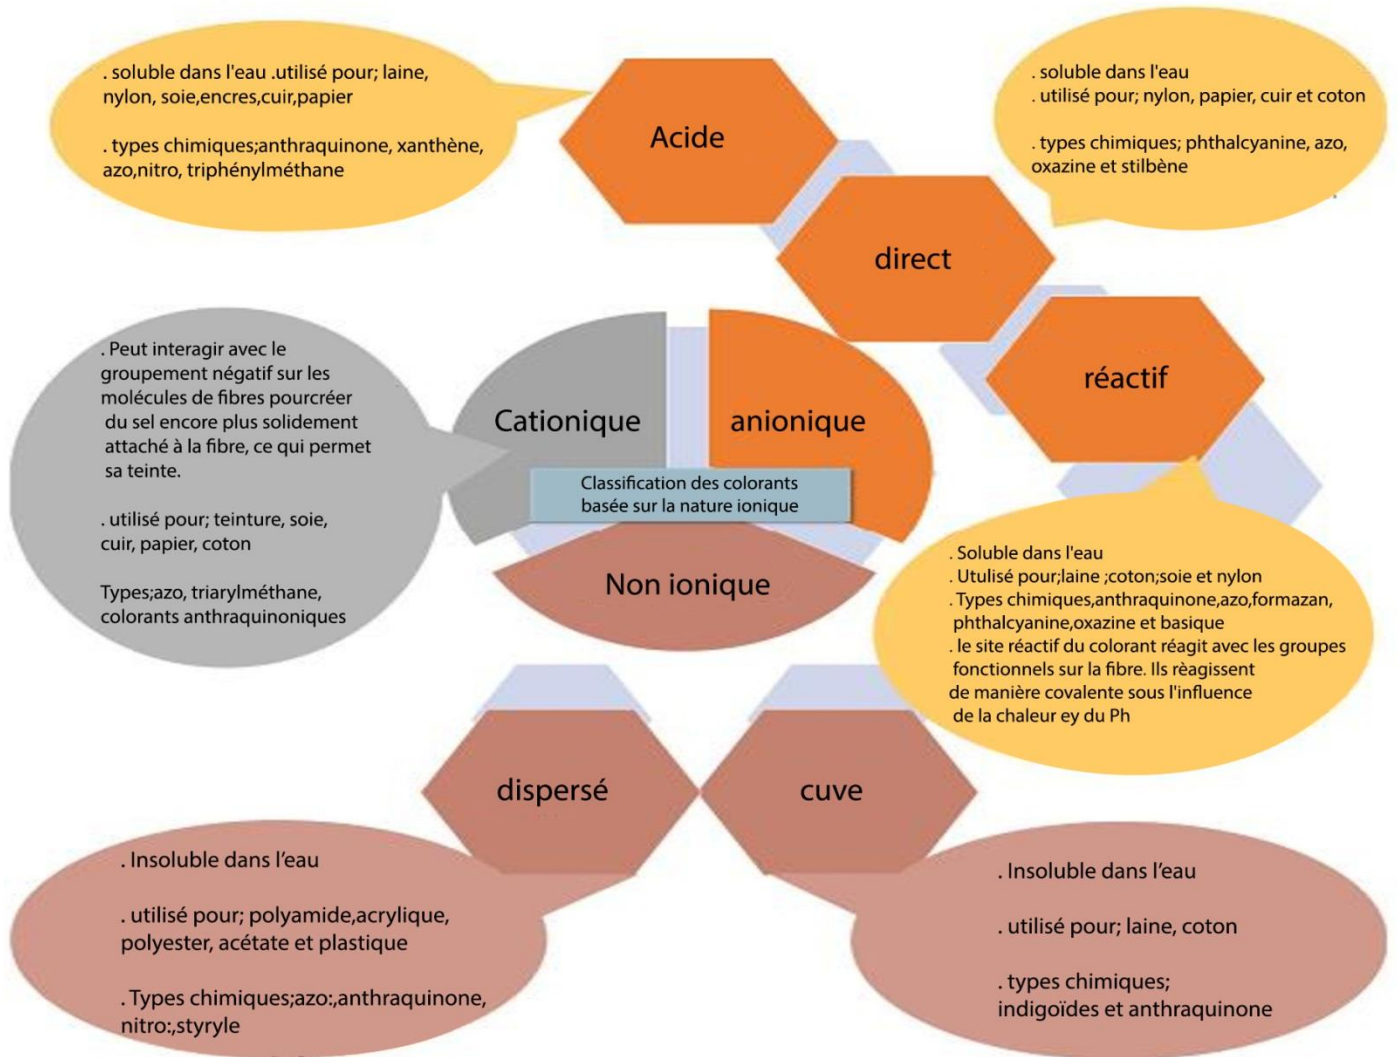 . soluble dans l'eau .utilisé pour; laine,
nylon, soie,encres,cuir,papier
. types chimiques;anthraquinone, xanthène,
azo,nitro, triphénylméthane
Acide
. soluble dans l'eau
. utilisé pour; nylon, papier, cuir et coton
. types chimiques; phthalcyanine, azo,
oxazine et stilbène
direct
réactif
. Peut interagir avec le
groupement négatif sur les
molécules de fibres pourcréer
du sel encore plus solidement
attaché à la fibre, ce qui permet
sa teinte.
. utilisé pour; teinture, soie,
cuir, papier, coton
Types;azo, triarylméthane,
colorants anthraquinoniques
Cationique
anionique
Classification des colorants
basée sur la nature ionique
Non ionique
. Soluble dans l'eau
. Utulisé pour;laine ;coton;soie et nylon
. Types chimiques,anthraquinone,azo,formazan,
phthalcyanine,oxazine et basique
. le site réactif du colorant réagit avec les groupes
fonctionnels sur la fibre. Ils rèagissent
de manière covalente sous l'influence
de la chaleur ey du Ph
dispersé
cuve
. Insoluble dans l'eau
. utilisé pour; polyamide,acrylique,
polyester, acétate et plastique
. Types chimiques;azo:,anthraquinone,
nitro:,styryle
. Insoluble dans l'eau
. utilisé pour; laine, coton
. types chimiques;
indigoïdes et anthraquinone